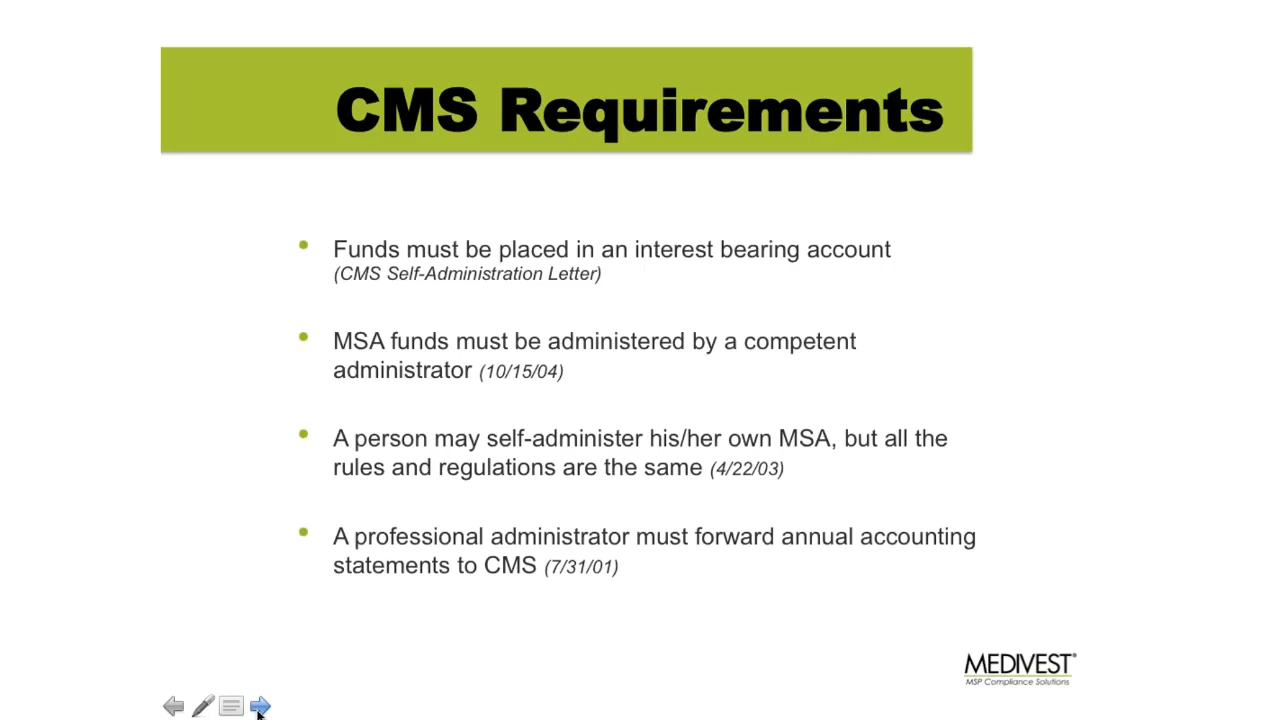 CMS Requirements
• Funds must be placed in an interest bearing account
(CMS Self-Administration Letter)
• MSA funds must be administered by a competent
administrator (10/15/04)
• A person may self-administer his/her own MSA, but all the
rules and regulations are the same (4/22/03)
• A professional administrator must forward annual accounting
statements to CMS (7/31/01)
MEDIVEST®
MSP Compliance Solutions